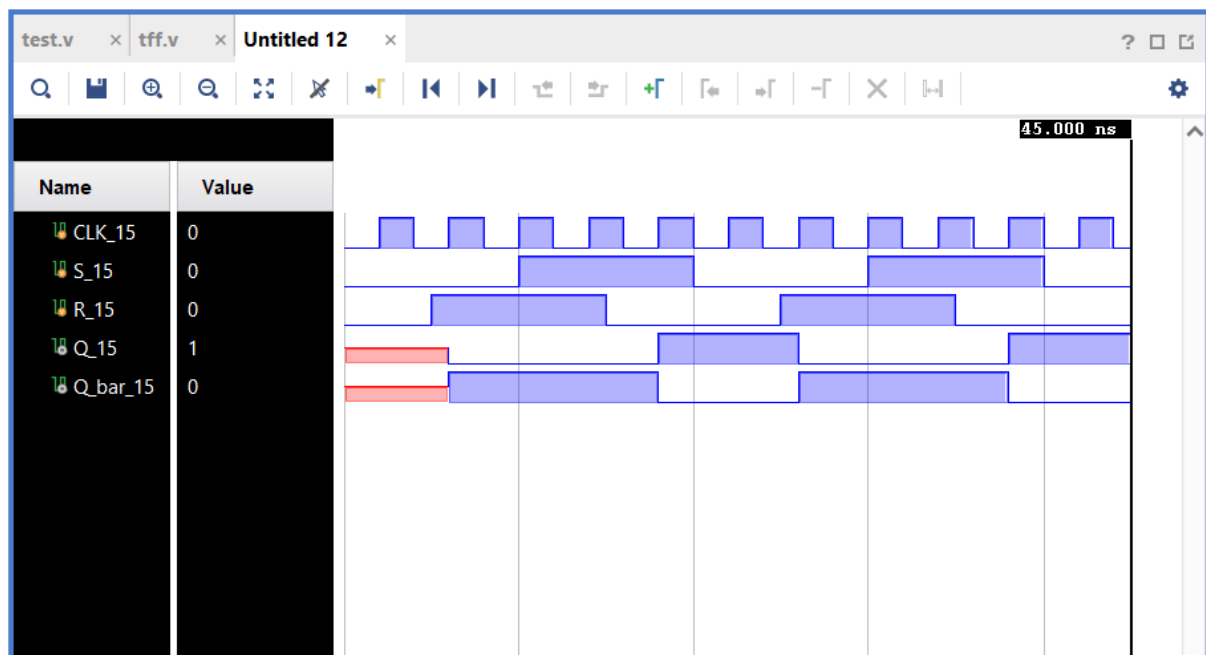 test.v × tff.v × Untitled 12 ×
45.000 ns
Name Value
CLK_15 0
S_15 0
R_15 0
Q_15 1
Q_bar_15 0